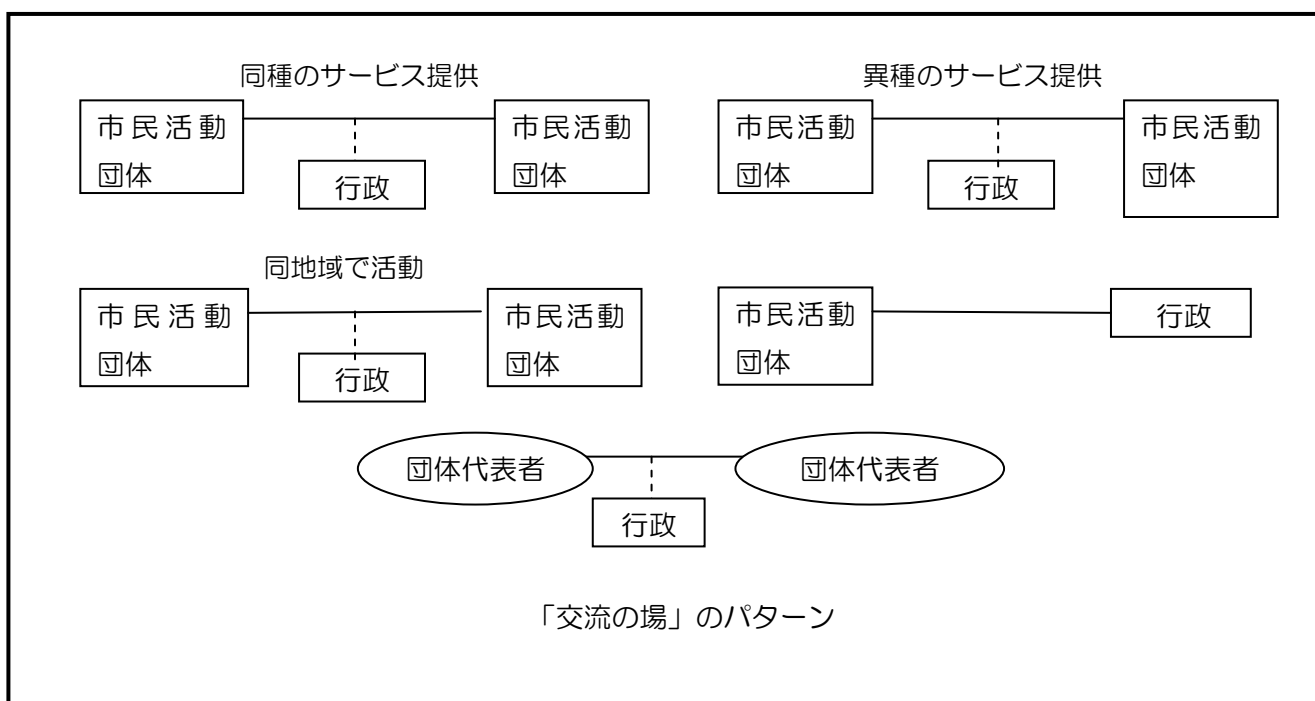 同種のサービス提供
市民活動
団体
行政
市民活動
団体
異種のサービス提供
市民活動
団体
行政
市民活動
団体
同地域で活動
市民活動
団体
行政
市民活動
団体
市民活動
団体
行政
団体代表者
行政
団体代表者
「交流の場」のパターン